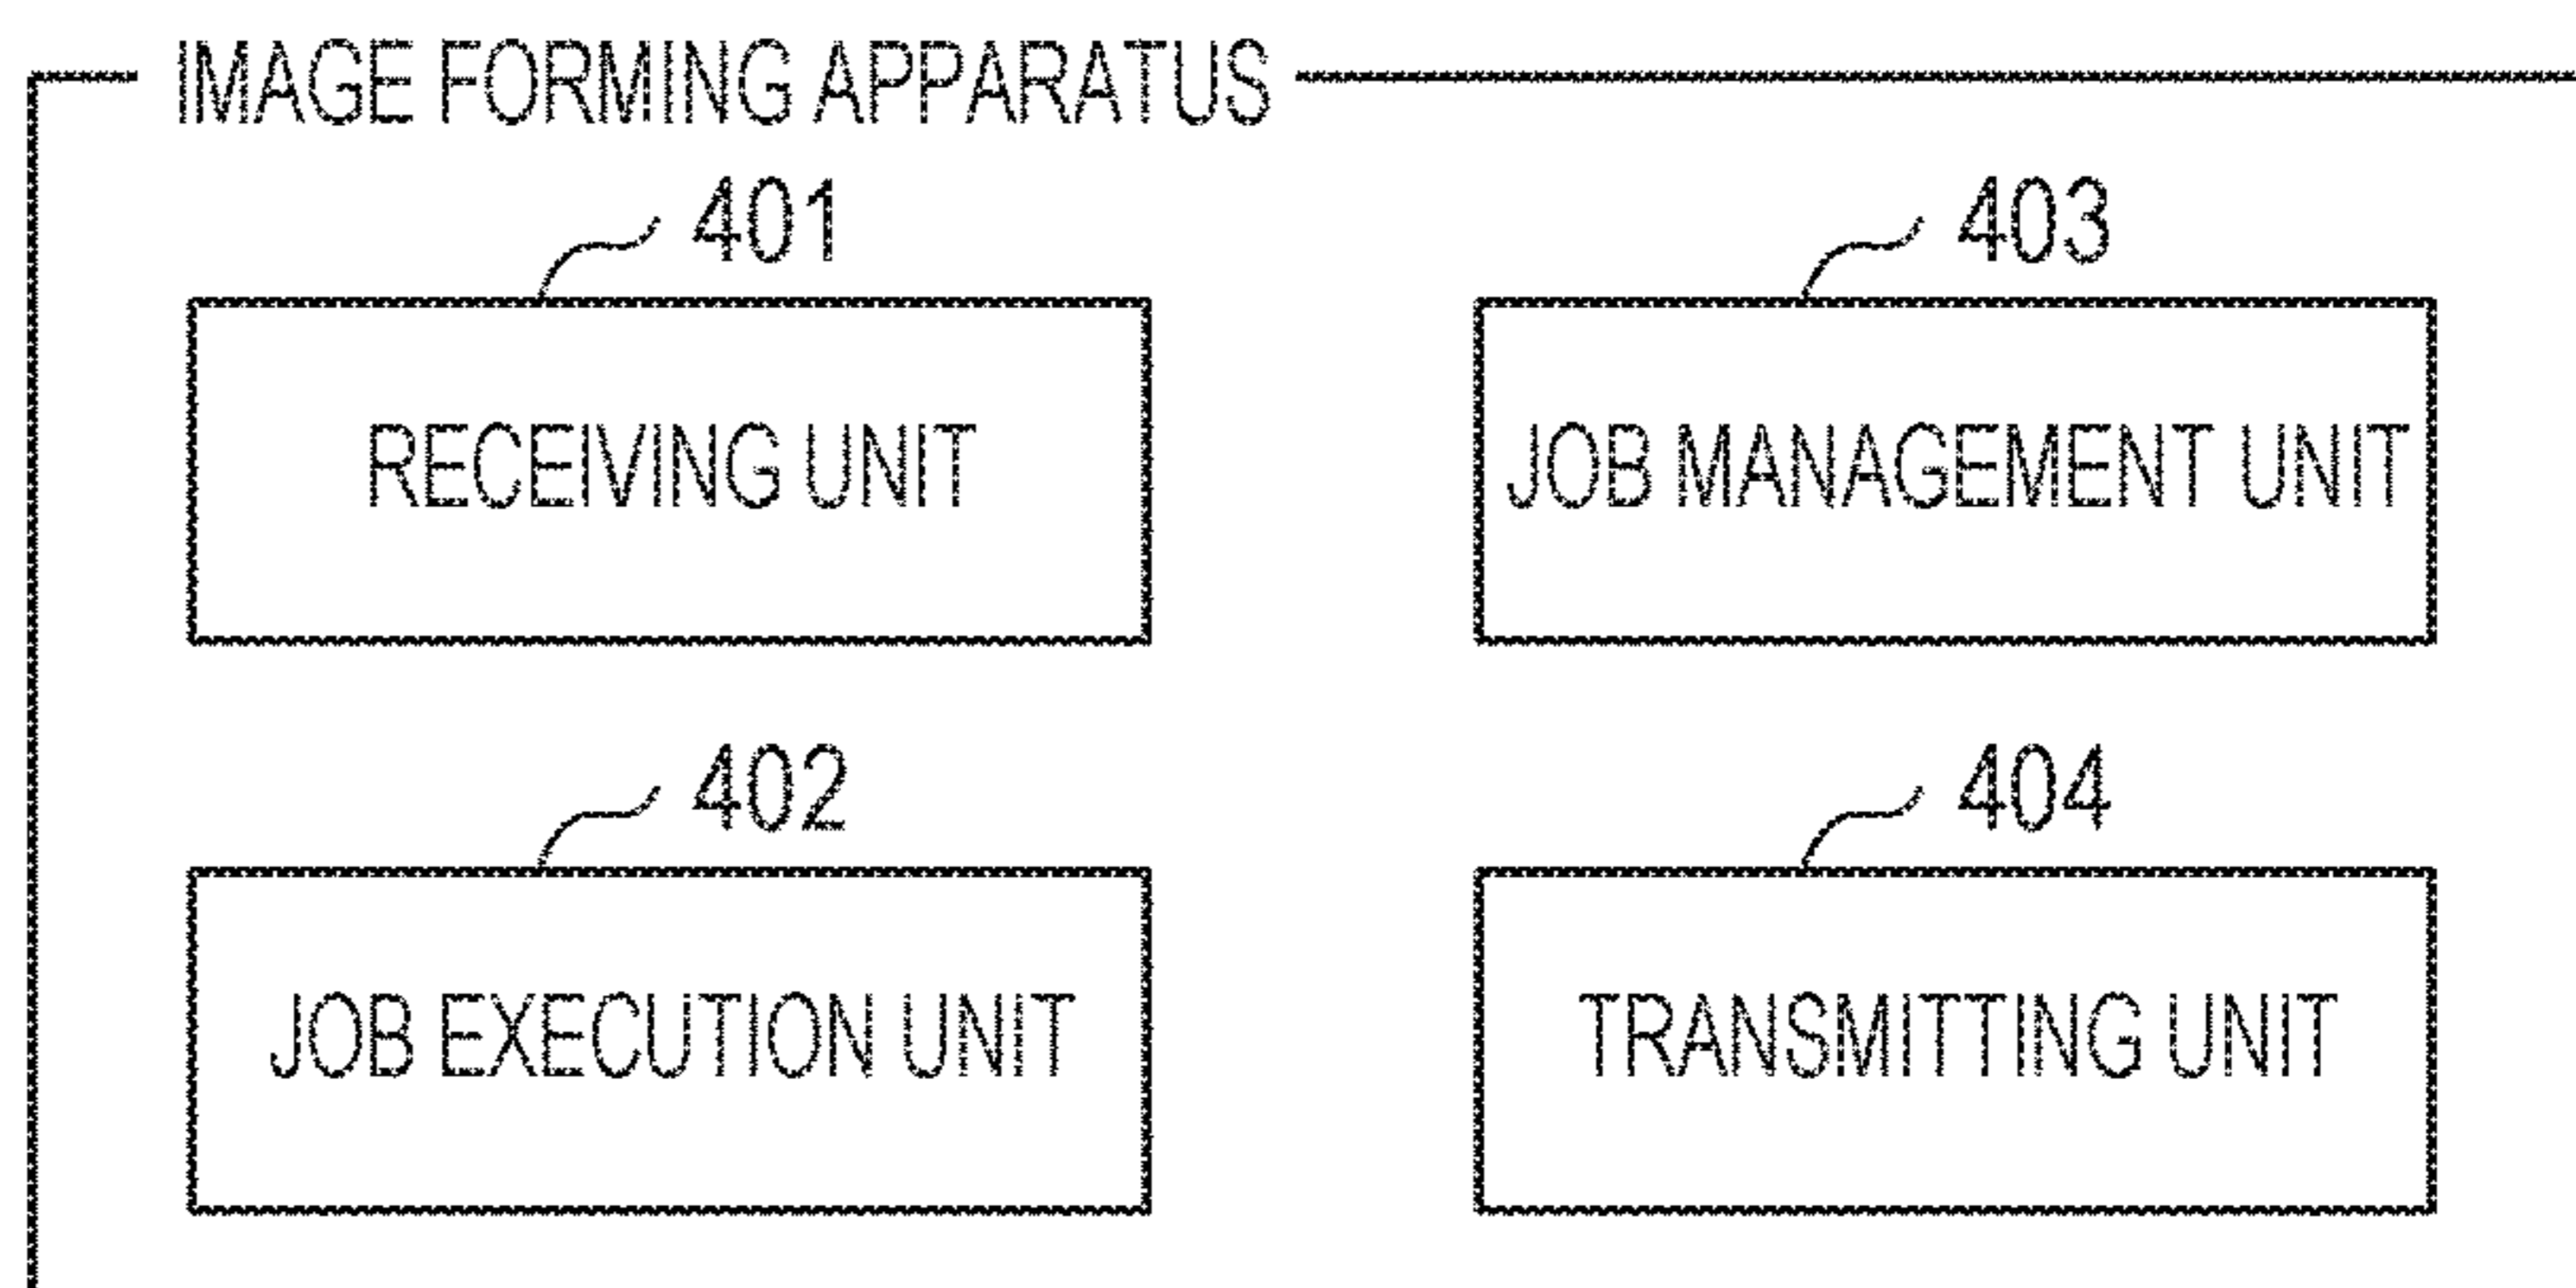 IMAGE FORMING APPARATUS
401
RECEIVING UNIT
403
JOB MANAGEMENT UNIT
402
JOB EXECUTION UNIT
404
TRANSMITTING UNIT